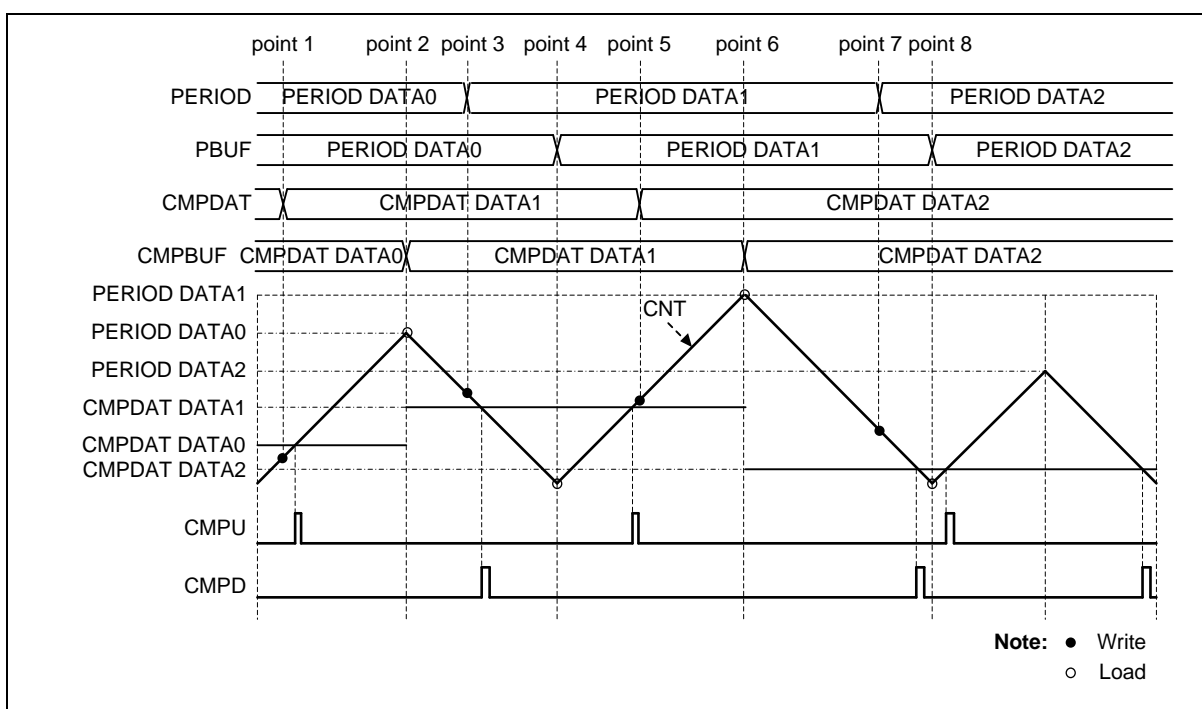 point 1 point 2 point 3 point 4 point 5 point 6 point 7 point 8
PERIOD PERIOD DATA0 PERIOD DATA1 PERIOD DATA2
PBUF PERIOD DATA0 PERIOD DATA1 PERIOD DATA2
CMPDAT CMPDAT DATA1 CMPDAT DATA2
CMPBUF CMPDAT DATA0 CMPDAT DATA1 CMPDAT DATA2
PERIOD DATA1
CNT
PERIOD DATA0
PERIOD DATA2
CMPDAT DATA1
CMPDAT DATA0
CMPDAT DATA2
CMPU
CMPD
Note: Write
Load